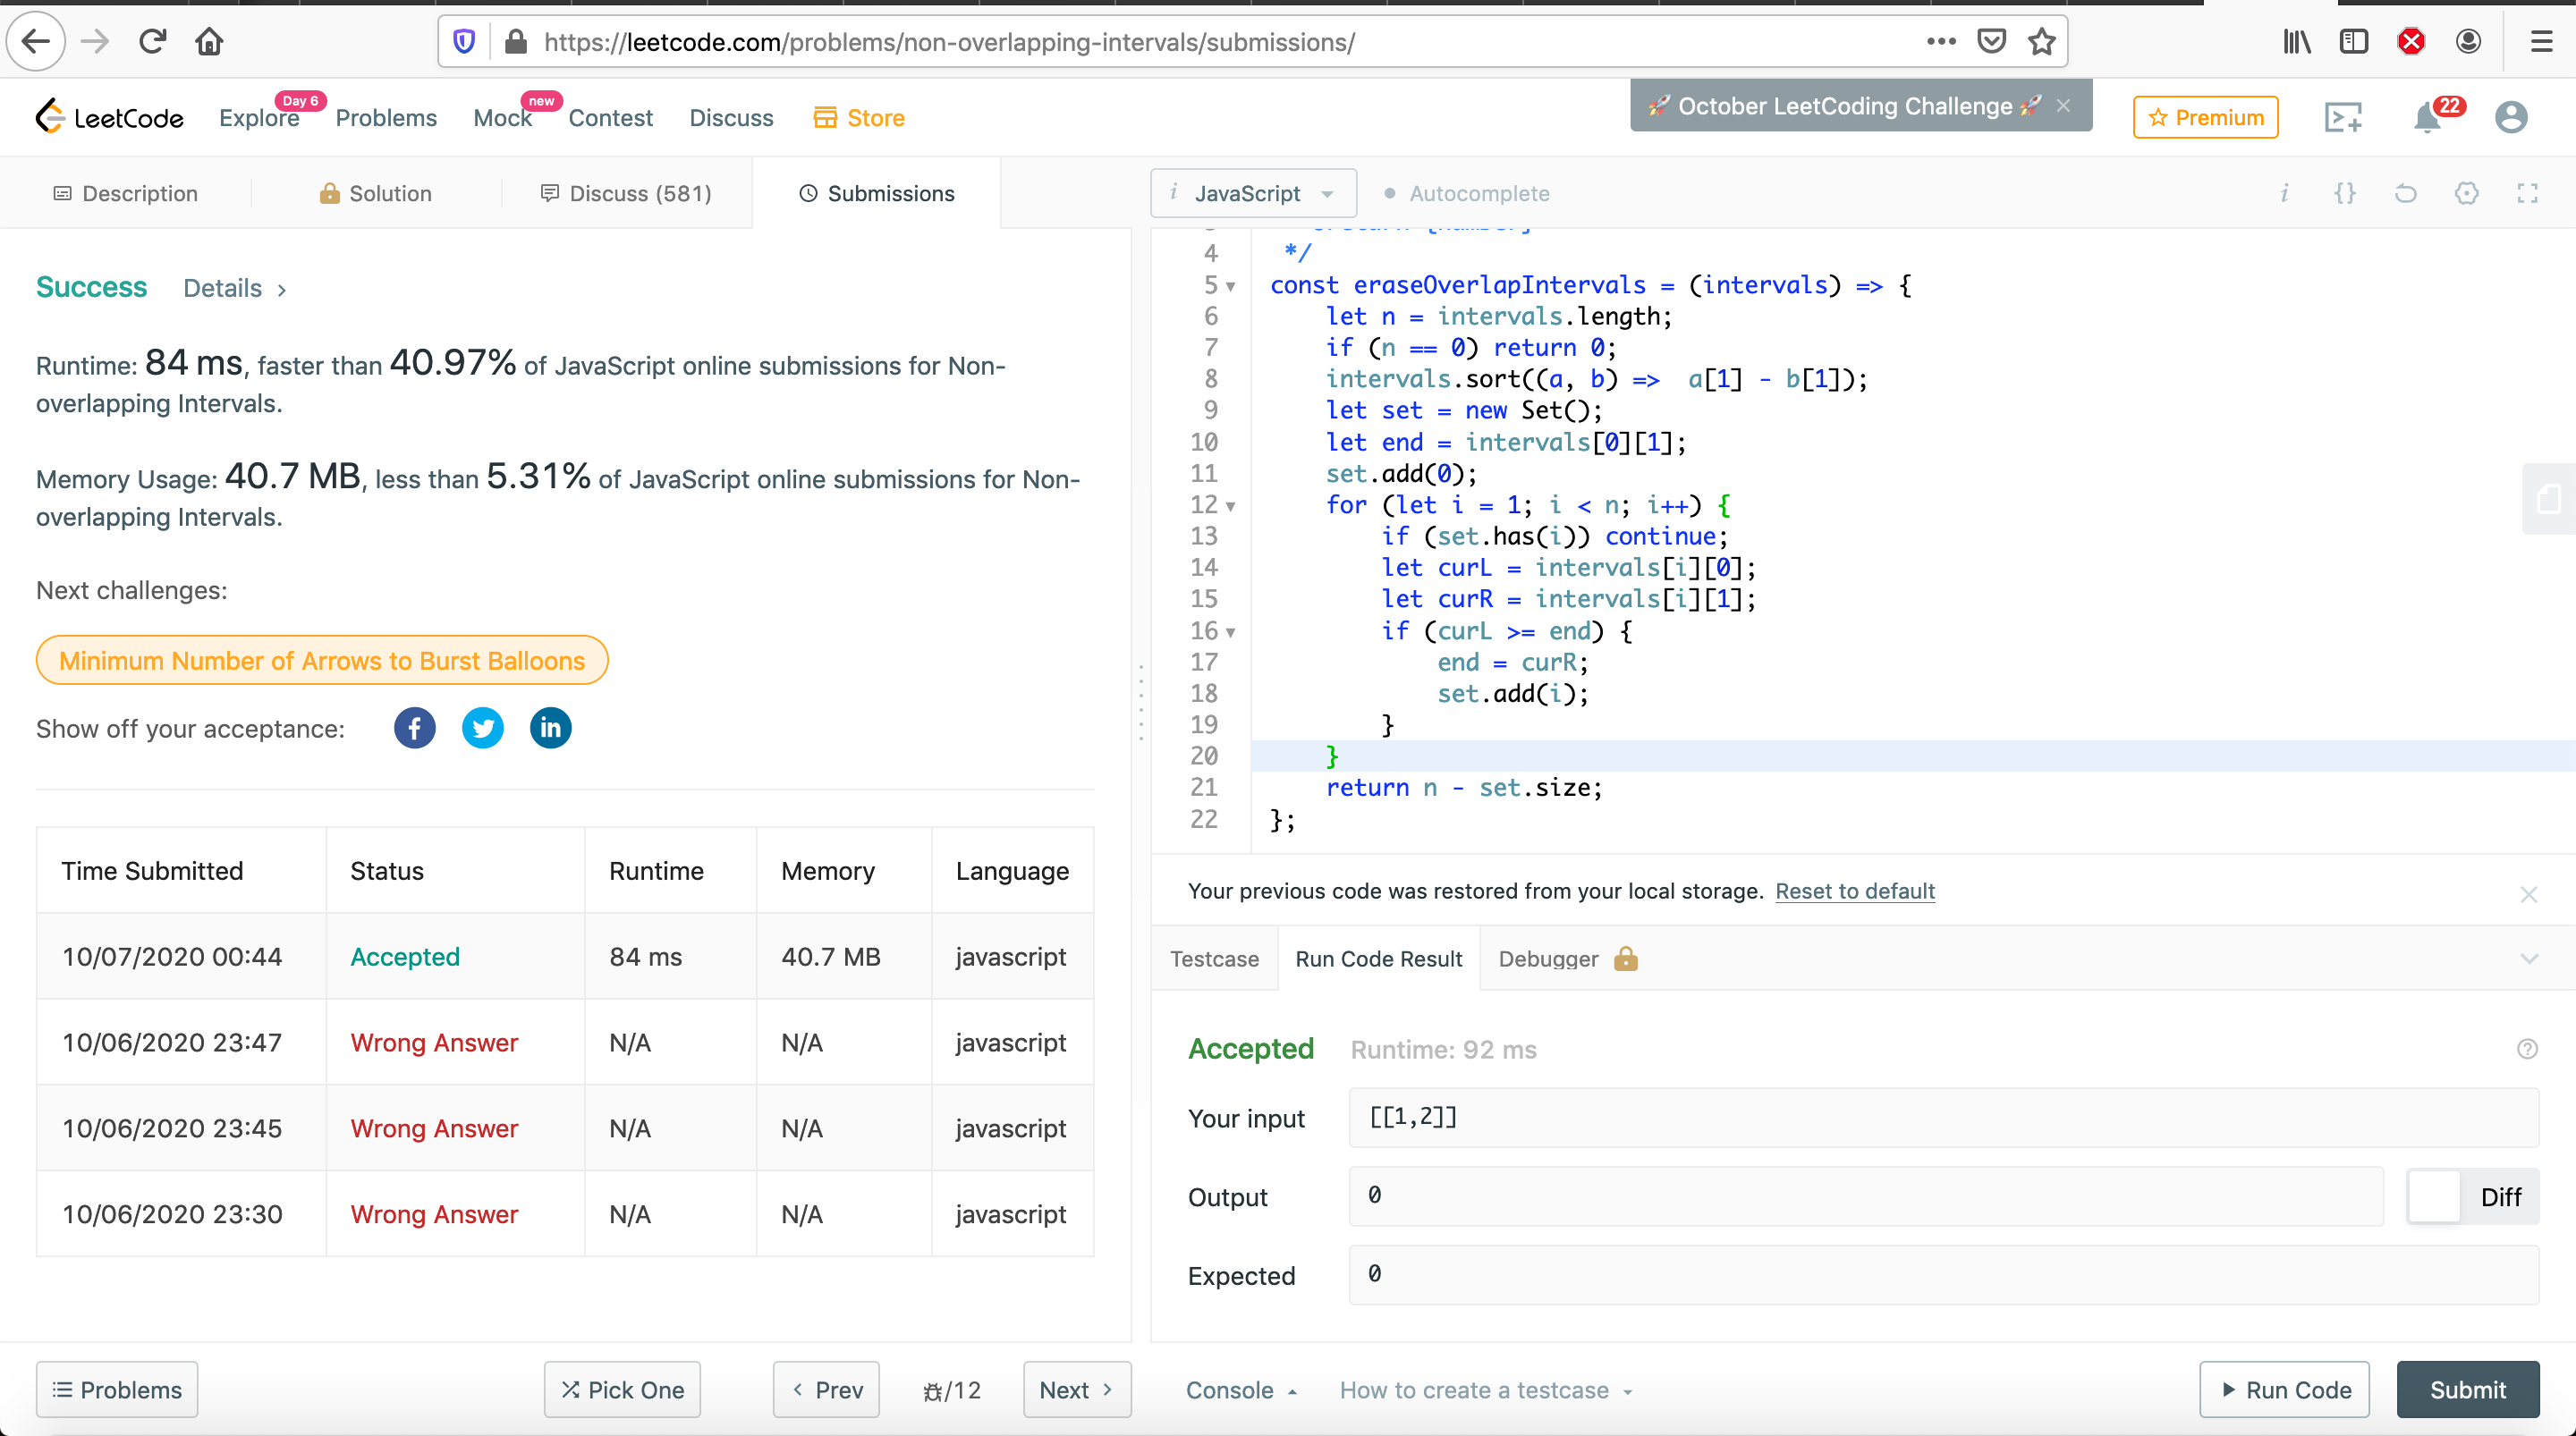 https://leetcode.com/problems/non-overlapping-intervals/submissions/
LeetCode
Explore
Day 6
Problems
Mock
new
Contest
Discuss
Store
🚀 October LeetCoding Challenge 🚀 ×
Premium
22
Description
Solution
Discuss (581)
Submissions
Success Details >
Runtime: 84 ms, faster than 40.97% of JavaScript online submissions for Non-
overlapping Intervals.
Memory Usage: 40.7 MB, less than 5.31% of JavaScript online submissions for Non-
overlapping Intervals.
Next challenges:
Minimum Number of Arrows to Burst Balloons
Show off your acceptance:
Time Submitted Status Runtime Memory Language
10/07/2020 00:44 Accepted 84 ms 40.7 MB javascript
10/06/2020 23:47 Wrong Answer N/A N/A javascript
10/06/2020 23:45 Wrong Answer N/A N/A javascript
10/06/2020 23:30 Wrong Answer N/A N/A javascript
Problems
Pick One
< Prev
/12
Next >
i JavaScript
Autocomplete
i {}
4 */
5 const eraseOverlapIntervals = (intervals) => {
6 let n = intervals.length;
7 if (n == 0) return 0;
8 intervals.sort((a, b) =>  a[1] - b[1]);
9 let set = new Set();
10 let end = intervals[0][1];
11 set.add(0);
12 for (let i = 1; i < n; i++) {
13 if (set.has(i)) continue;
14 let curL = intervals[i][0];
15 let curR = intervals[i][1];
16 if (curL >= end) {
17 end = curR;
18 set.add(i);
19 }
20 }
21 return n - set.size;
22 };
Your previous code was restored from your local storage. Reset to default
Testcase
Run Code Result
Debugger
Accepted Runtime: 92 ms
Your input [[1,2]]
Output 0
Diff
Expected 0
Console
How to create a testcase
Run Code
Submit